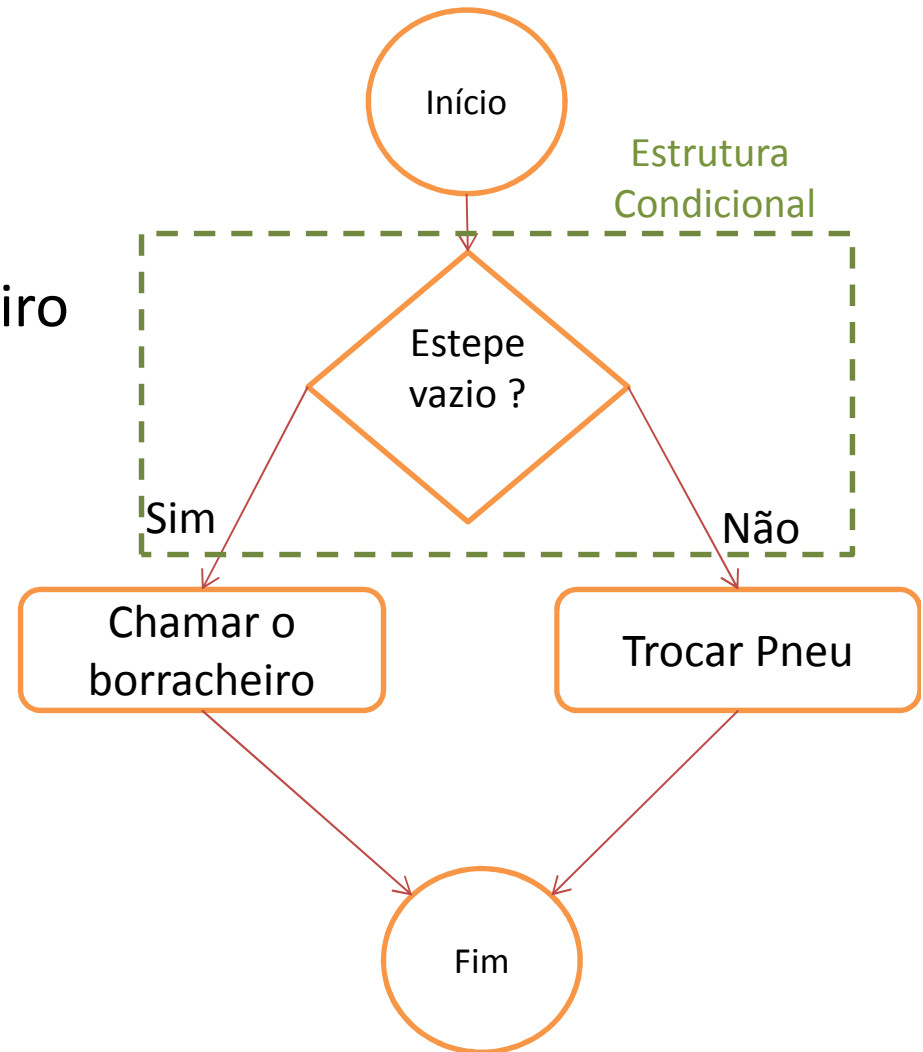 Início
Estrutura
Condicional
iro
Estepe
vazio ?
Sim
Não
Chamar o
borracheiro
Trocar Pneu
Fim